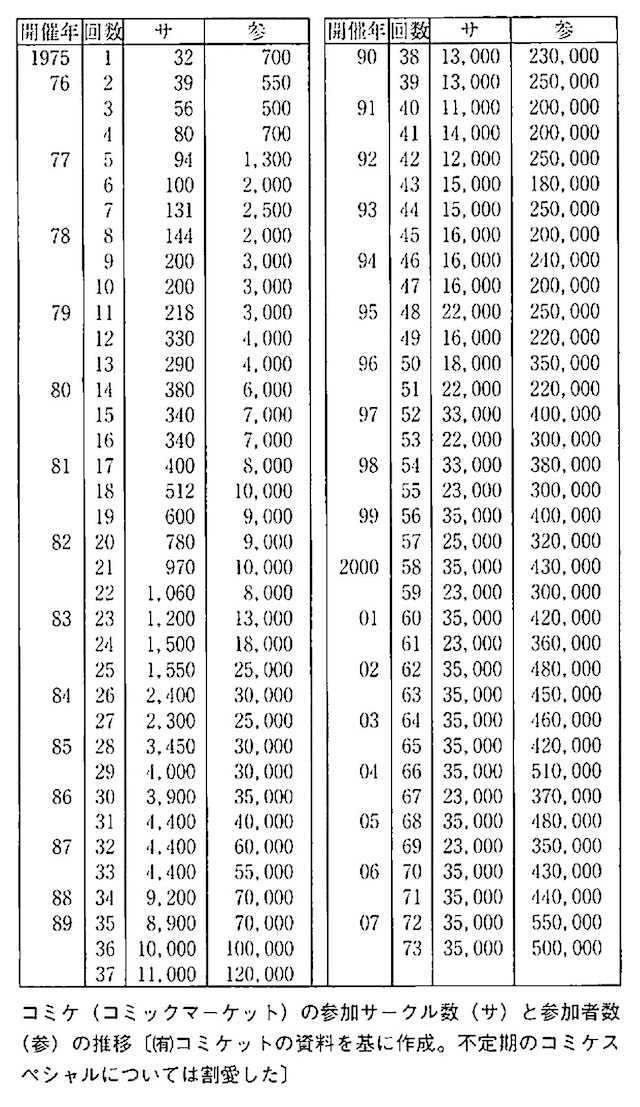 開催年 回数 サ 参
1975 1 32 700
76 2 39 550
3 56 500
4 80 700
77 5 94 1,300
6 100 2,000
7 131 2,500
78 8 144 2,000
9 200 3,000
10 200 3,000
79 11 218 3,000
12 330 4,000
13 290 4,000
80 14 380 6,000
15 340 7,000
16 340 7,000
81 17 400 8,000
18 512 10,000
19 600 9,000
82 20 780 9,000
21 970 10,000
22 1,060 8,000
83 23 1,200 13,000
24 1,500 18,000
25 1,550 25,000
84 26 2,400 30,000
27 2,300 25,000
85 28 3,450 30,000
29 4,000 30,000
86 30 3,900 35,000
31 4,400 40,000
87 32 4,400 60,000
33 4,400 55,000
88 34 9,200 70,000
89 35 8,900 70,000
36 10,000 100,000
37 11,000 120,000
開催年 回数 サ 参
90 38 13,000 230,000
39 13,000 250,000
91 40 11,000 200,000
41 14,000 200,000
92 42 12,000 250,000
43 15,000 180,000
93 44 15,000 250,000
45 16,000 200,000
94 46 16,000 240,000
47 16,000 200,000
95 48 22,000 250,000
49 16,000 220,000
96 50 18,000 350,000
51 22,000 220,000
97 52 33,000 400,000
53 22,000 300,000
98 54 33,000 380,000
55 23,000 300,000
99 56 35,000 400,000
57 25,000 320,000
2000 58 35,000 430,000
59 23,000 300,000
01 60 35,000 420,000
61 23,000 360,000
02 62 35,000 480,000
63 35,000 450,000
03 64 35,000 460,000
65 35,000 420,000
04 66 35,000 510,000
67 23,000 370,000
05 68 35,000 480,000
69 23,000 350,000
06 70 35,000 430,000
71 35,000 440,000
07 72 35,000 550,000
73 35,000 500,000
コミケ（コミックマーケット）の参加サークル数（サ）と参加者数
（参）の推移〔㈲コミケットの資料を基に作成。不定期のコミケス
ペシャルについては割愛した〕